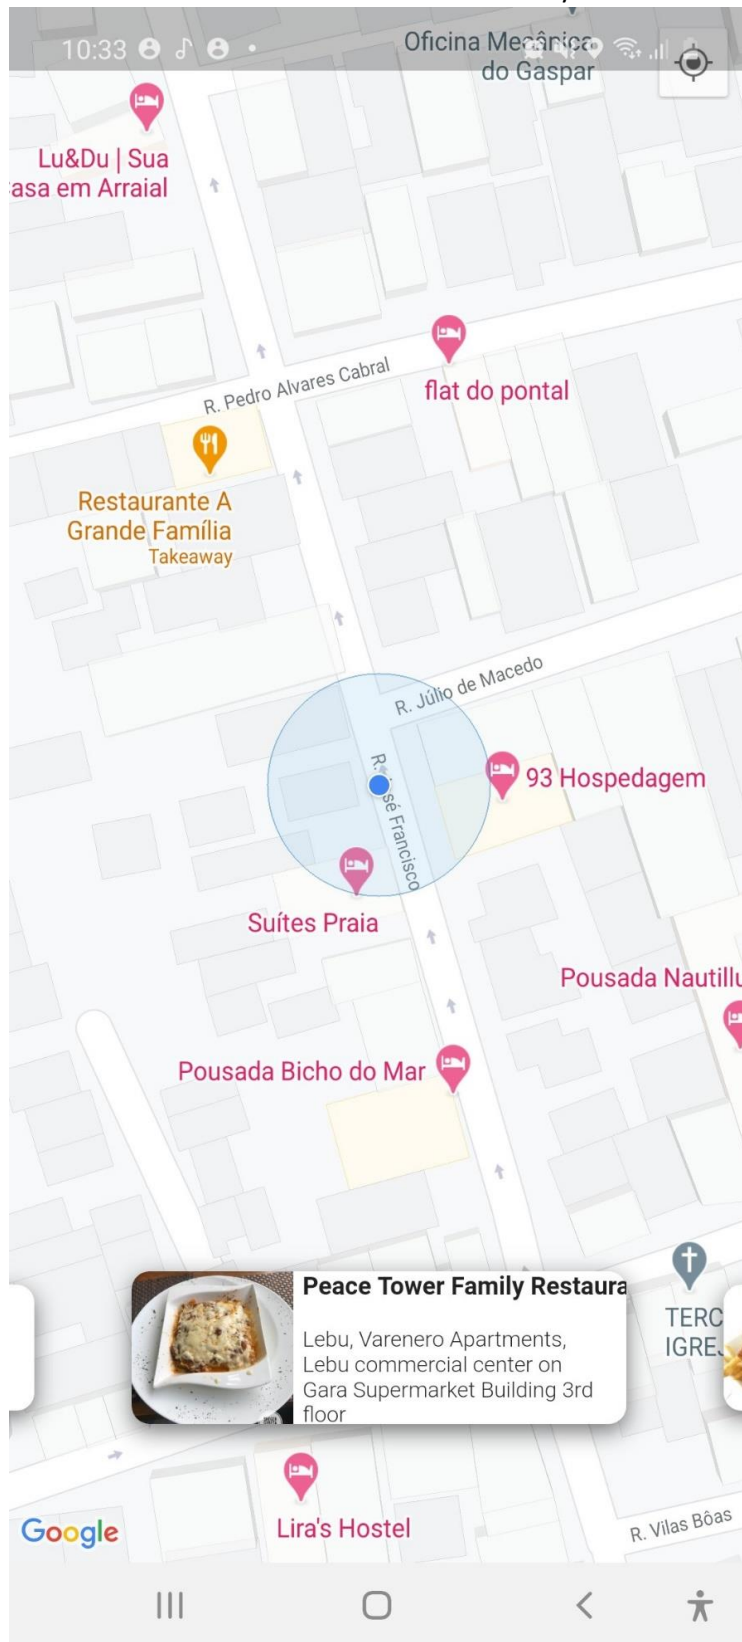 10:33
Oficina Mecânica
do Gaspar
Lu&Du | Sua
asa em Arraial
R. Pedro Alvares Cabral
flat do pontal
Restaurante A
Grande Família
Takeaway
R. Júlio de Macedo
R. José Francisco
93 Hospedagem
Suítes Praia
Pousada Nautillu
Pousada Bicho do Mar
Peace Tower Family Restaura
Lebu, Varenero Apartments,
Lebu commercial center on
Gara Supermarket Building 3rd
floor
TERC
IGREJ
Lira's Hostel
Google
R. Vilas Bôas